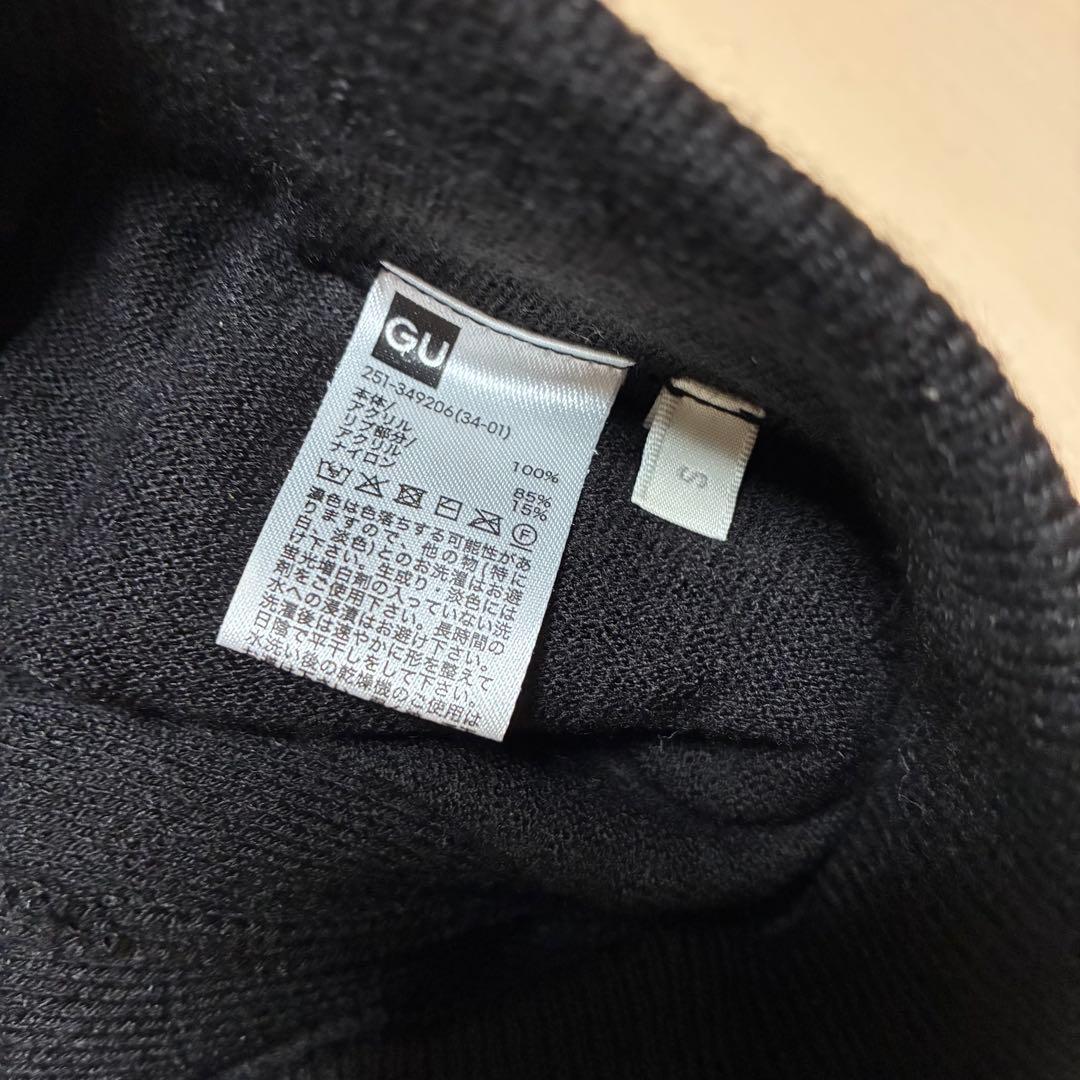 GU
251-349206(34-01)
本体/
アクリル 100%
リブ部分/
アクリル 85%
ナイロン 15%
F
濃色は色落ちする可能性があ
りますので、他の物(特に
白や淡色)とのお洗濯はお避
け下さい。生成り・淡色には
蛍光増白剤の入っていない洗
剤をご使用下さい。長時間の
水への浸漬はお避け下さい。
洗濯後は速やかに形を整えて
日陰で平干しをして下さい。
水洗い後の乾燥機のご使用は
S